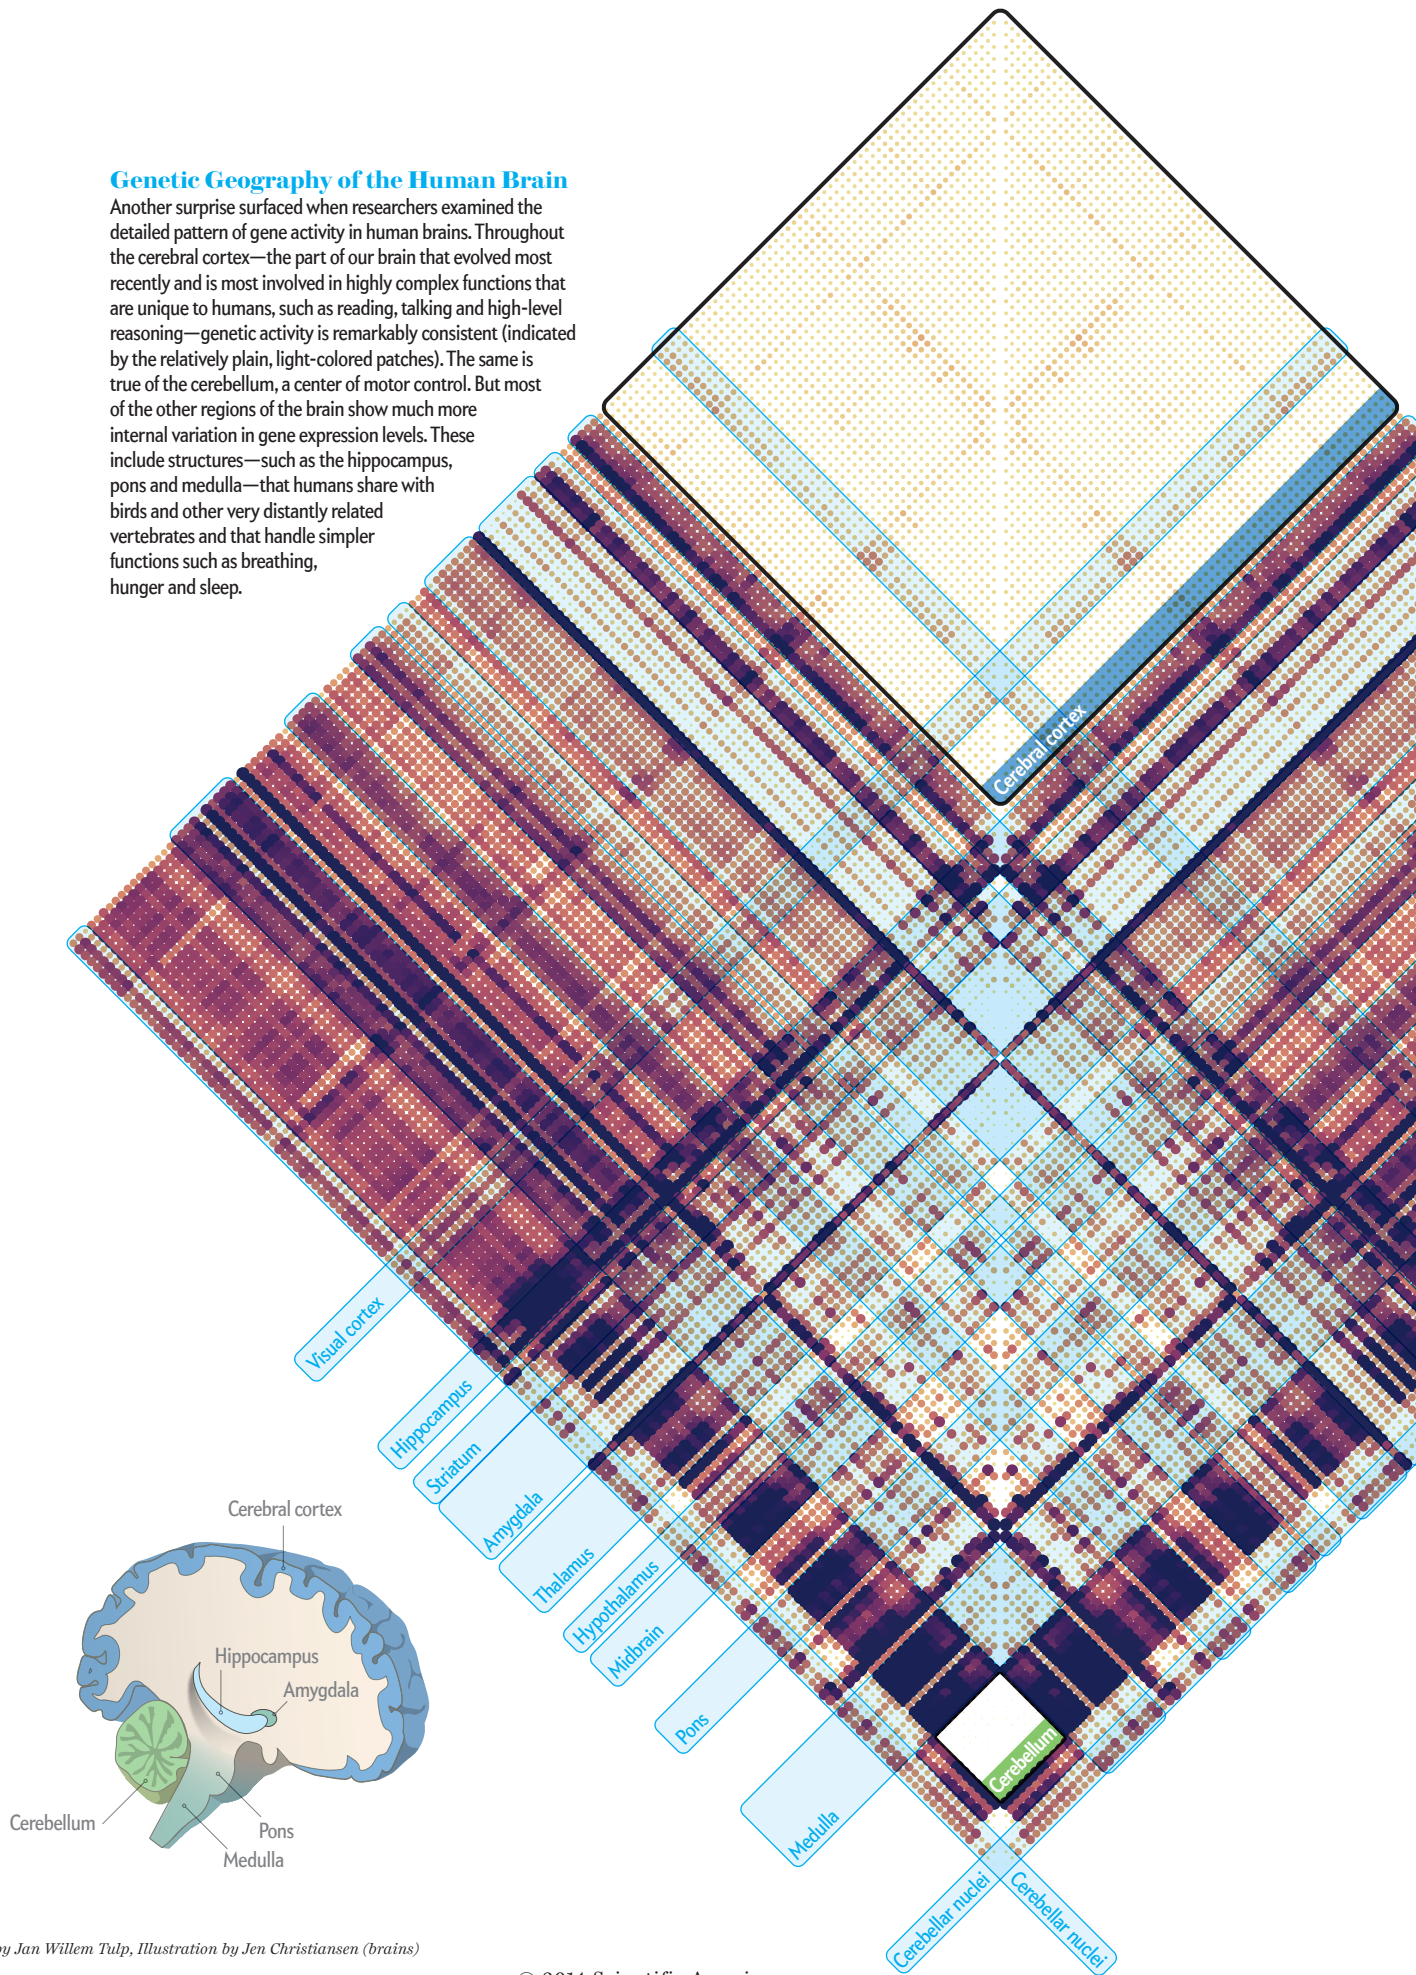 Genetic Geography of the Human Brain
Another surprise surfaced when researchers examined the
detailed pattern of gene activity in human brains. Throughout
the cerebral cortex—the part of our brain that evolved most
recently and is most involved in highly complex functions that
are unique to humans, such as reading, talking and high-level
reasoning—genetic activity is remarkably consistent (indicated
by the relatively plain, light-colored patches). The same is
true of the cerebellum, a center of motor control. But most
of the other regions of the brain show much more
internal variation in gene expression levels. These
include structures—such as the hippocampus,
pons and medulla—that humans share with
birds and other very distantly related
vertebrates and that handle simpler
functions such as breathing,
hunger and sleep.
Cerebral cortex
Visual cortex
Hippocampus
Striatum
Amygdala
Thalamus
Hypothalamus
Midbrain
Pons
Medulla
Cerebellum
Cerebellar nuclei
Cerebellar nuclei
Cerebral cortex
Hippocampus
Amygdala
Cerebellum
Pons
Medulla
by Jan Willem Tulp, Illustration by Jen Christiansen (brains)
© 2014 Scientific